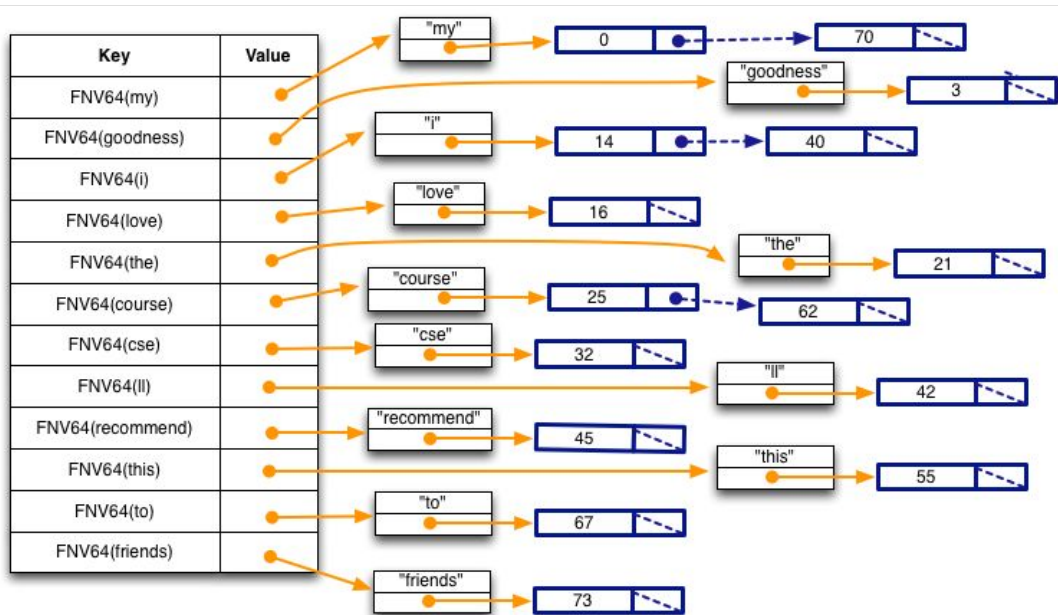 Key Value
FNV64(my)
FNV64(goodness)
FNV64(i)
FNV64(love)
FNV64(the)
FNV64(course)
FNV64(cse)
FNV64(ll)
FNV64(recommend)
FNV64(this)
FNV64(to)
FNV64(friends)
"my" 0 70
"goodness" 3
"i" 14 40
"love" 16
"the" 21
"course" 25 62
"cse" 32
"ll" 42
"recommend" 45
"this" 55
"to" 67
"friends" 73